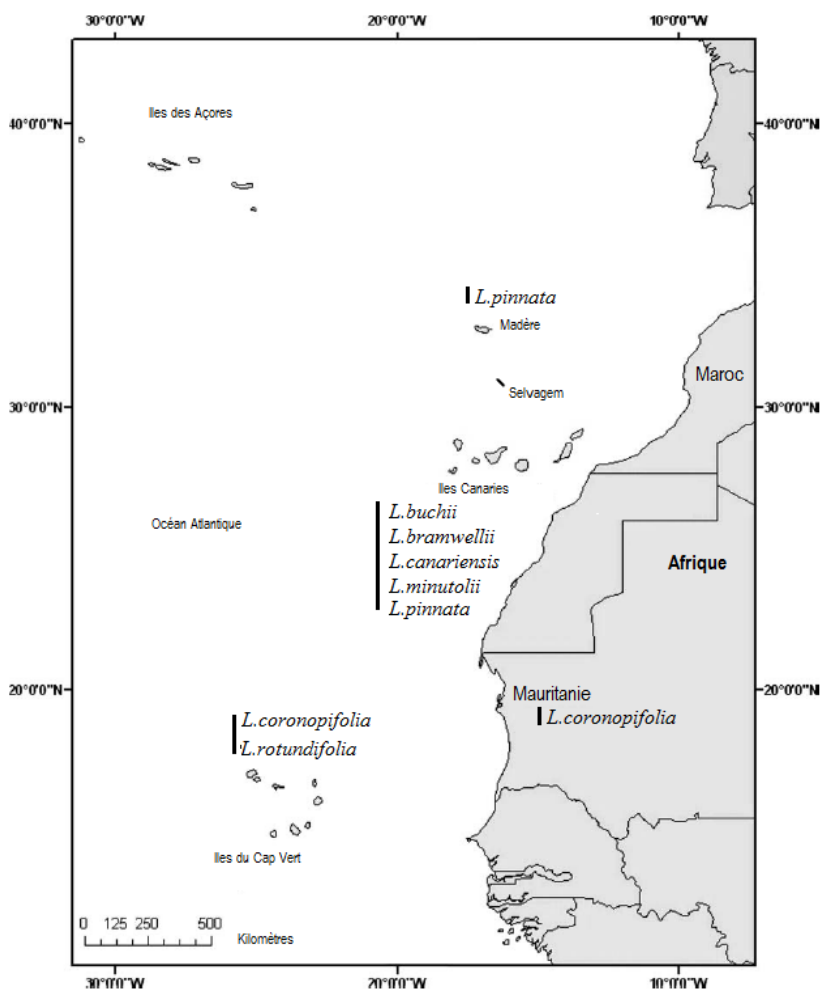 30°0'0"W 20°0'0"W 10°0'0"W
Iles des Açores
40°0'0"N 40°0'0"N
L.pinnata
Madère
Maroc
Selvagem
30°0'0"N 30°0'0"N
Iles Canaries
L.buchii
Océan Atlantique
L.bramwellii
L.canariensis
Afrique
L.minutolii
L.pinnata
20°0'0"N 20°0'0"N
Mauritanie
L.coronopifolia
L.coronopifolia
L.rotundifolia
Iles du Cap Vert
0 125 250 500
Kilomètres
30°0'0"W 20°0'0"W 10°0'0"W